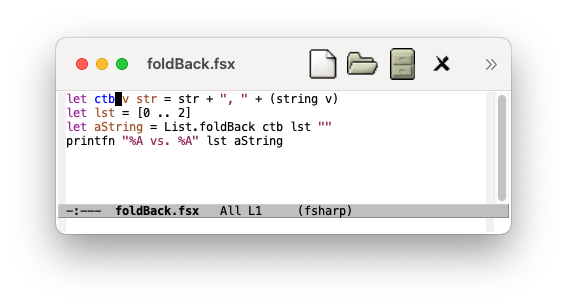 foldBack.fsx
»
let ctb v str = str + ", " + (string v)
let lst = [0 .. 2]
let aString = List.foldBack ctb lst ""
printfn "%A vs. %A" lst aString
-:--- foldBack.fsx All L1 (fsharp)